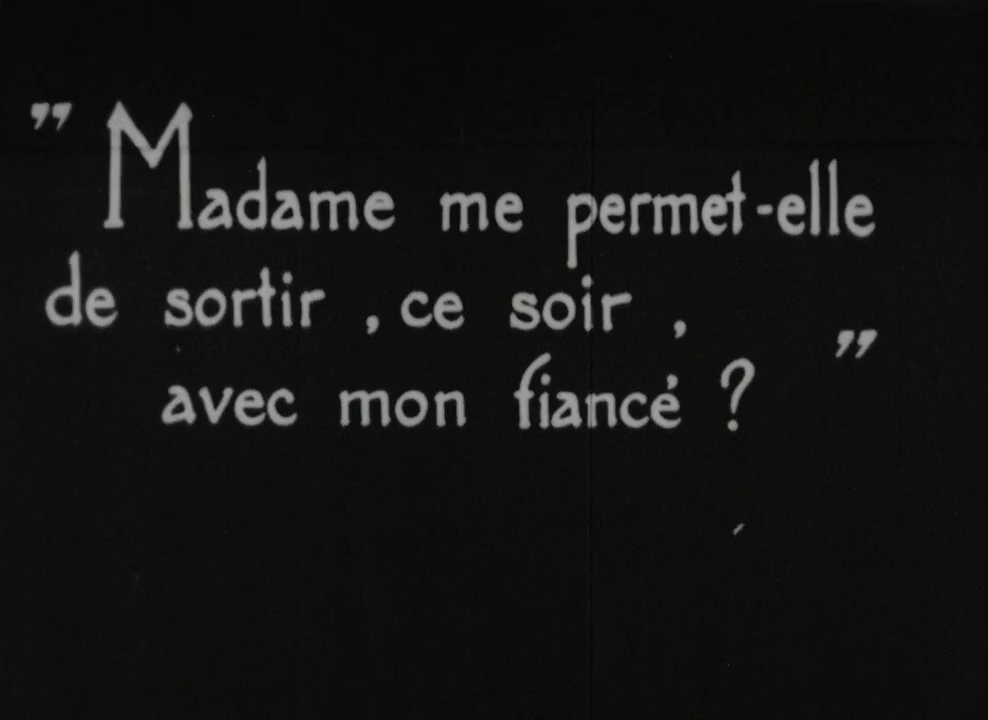 ” Madame me permet-elle
de sortir , ce soir ,
avec mon fiancé ? ”